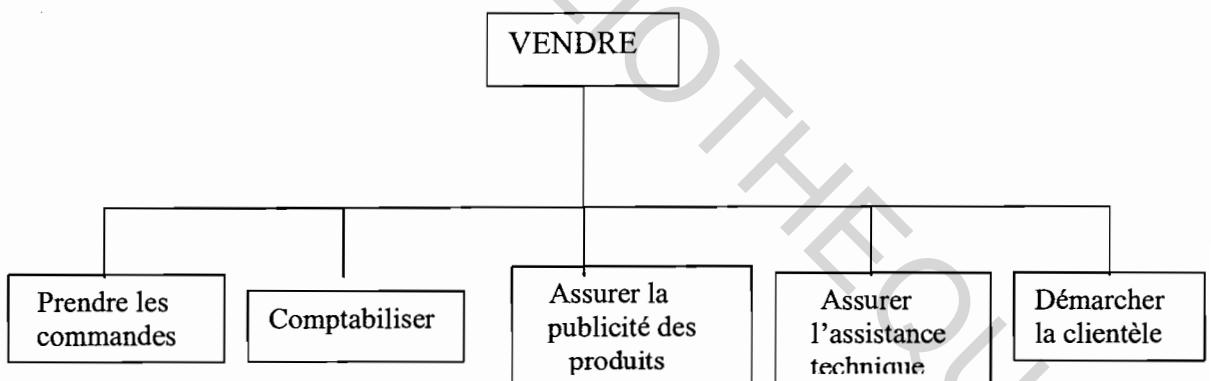 VENDRE
Prendre les
commandes
Comptabiliser
Assurer la
publicité des
produits
Assurer
l'assistance
technique
Démarcher
la clientèle